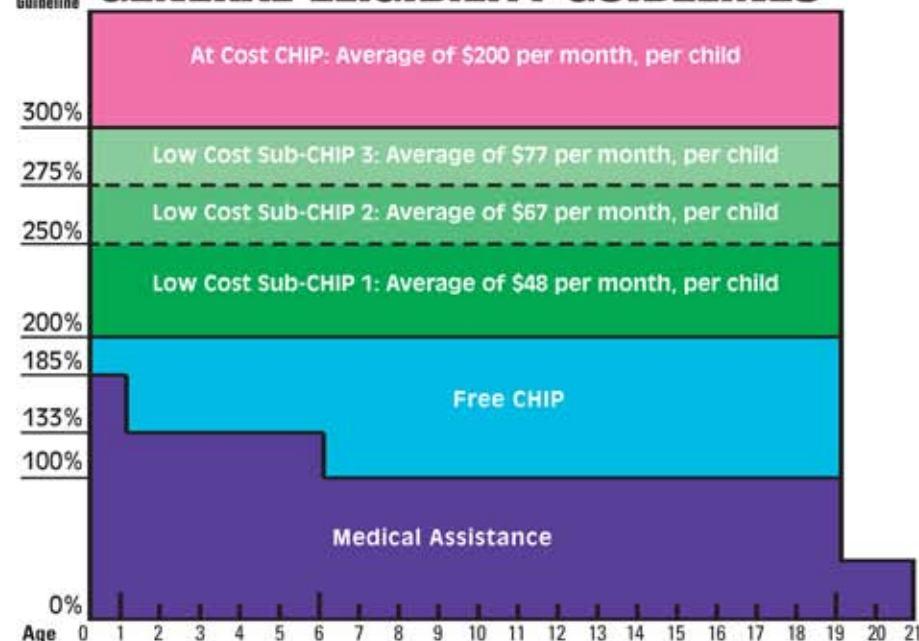 Guideline
At Cost CHIP: Average of $200 per month, per child
300%
Low Cost Sub-CHIP 3: Average of $77 per month, per child
275%
Low Cost Sub-CHIP 2: Average of $67 per month, per child
250%
Low Cost Sub-CHIP 1: Average of $48 per month, per child
200%
185%
Free CHIP
133%
100%
Medical Assistance
0%
Age 0 1 2 3 4 5 6 7 8 9 10 11 12 13 14 15 16 17 18 19 20